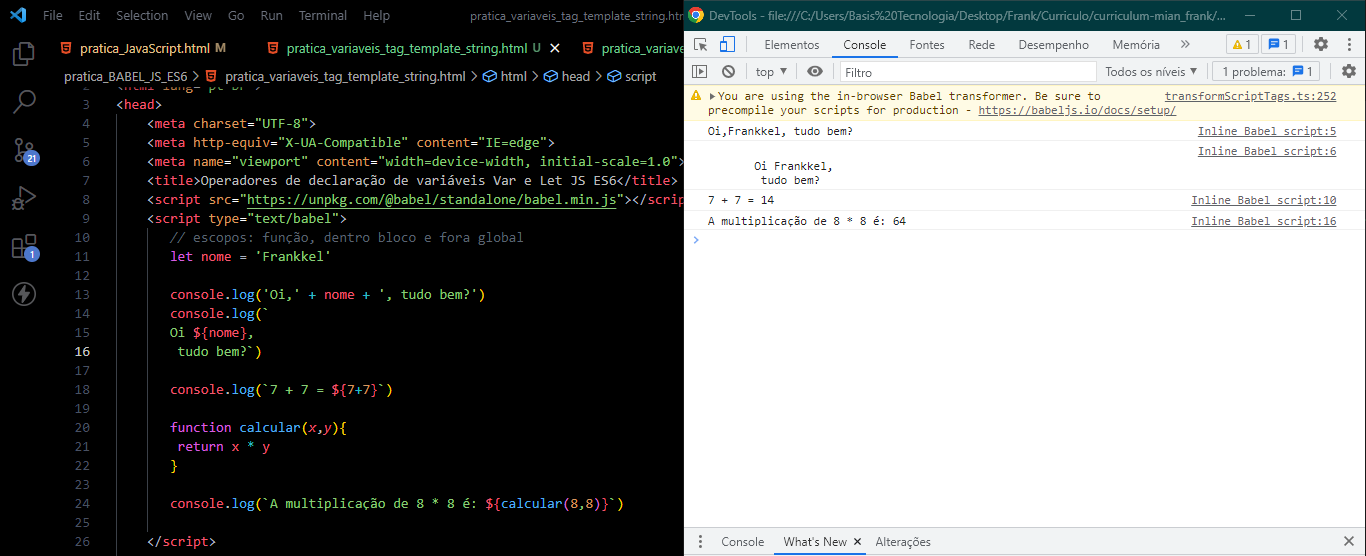 File Edit Selection View Go Run Terminal Help pratica_variaveis_tag_template_string.html
pratica_JavaScript.html M pratica_variaveis_tag_template_string.html U pratica_variave
pratica_BABEL_JS_ES6 > pratica_variaveis_tag_template_string.html > html > head > script
3 <head>
4 <meta charset="UTF-8">
5 <meta http-equiv="X-UA-Compatible" content="IE=edge">
6 <meta name="viewport" content="width=device-width, initial-scale=1.0">
7 <title>Operadores de declaração de variáveis Var e Let JS ES6</title>
8 <script src="https://unpkg.com/@babel/standalone/babel.min.js"></scrip
9 <script type="text/babel">
10 // escopos: função, dentro bloco e fora global
11 let nome = 'Frankkel'
12
13 console.log('Oi,' + nome + ', tudo bem?')
14 console.log(`
15 Oi ${nome},
16 tudo bem?`)
17
18 console.log(`7 + 7 = ${7+7}`)
19
20 function calcular(x,y){
21 return x * y
22 }
23
24 console.log(`A multiplicação de 8 * 8 é: ${calcular(8,8)}`)
25
26 </script>
21
1
DevTools - file:///C:/Users/Basis%20Tecnologia/Desktop/Frank/Curriculo/curriculum-mian_frank/...
Elementos Console Fontes Rede Desempenho Memória » 1 1
top Filtro Todos os níveis 1 problema: 1
You are using the in-browser Babel transformer. Be sure to transformScriptTags.ts:252
precompile your scripts for production - https://babeljs.io/docs/setup/
Oi,Frankkel, tudo bem? Inline Babel script:5
Inline Babel script:6
Oi Frankkel,
tudo bem?
7 + 7 = 14 Inline Babel script:10
A multiplicação de 8 * 8 é: 64 Inline Babel script:16
Console What's New Alterações